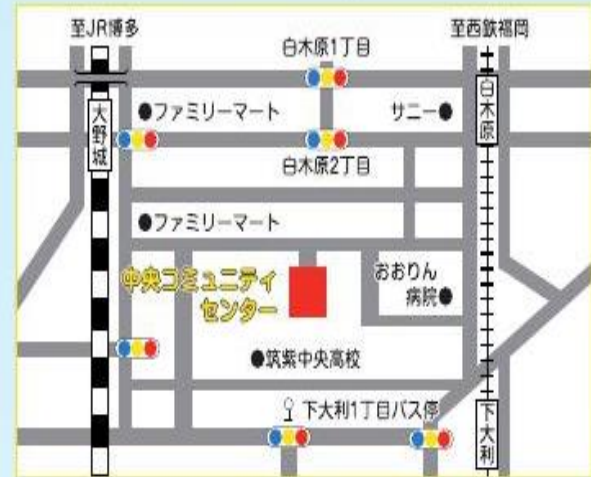 至JR博多
至西鉄福岡
白木原1丁目
大野城
●ファミリーマート
サニー●
白木原
白木原2丁目
●ファミリーマート
中央コミュニティ
センター
おおりん
病院●
●筑紫中央高校
下大利1丁目バス停
下大利